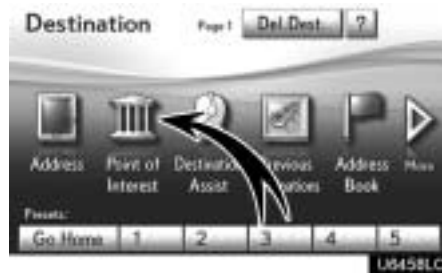 Destination Page 1 Del.Dest. ?
Address Point of Interest Destination Assist Previous Address Book More
Presets:
Go Home 1 2 3 4 5
U6458LC